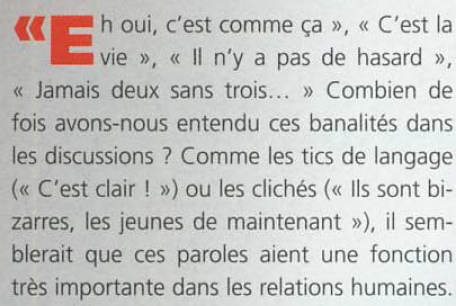 « Eh oui, c'est comme ça », « C'est la
vie », « Il n'y a pas de hasard »,
« Jamais deux sans trois... » Combien de
fois avons-nous entendu ces banalités dans
les discussions ? Comme les tics de langage
(« C'est clair ! ») ou les clichés (« Ils sont bi-
zarres, les jeunes de maintenant »), il sem-
blerait que ces paroles aient une fonction
très importante dans les relations humaines.